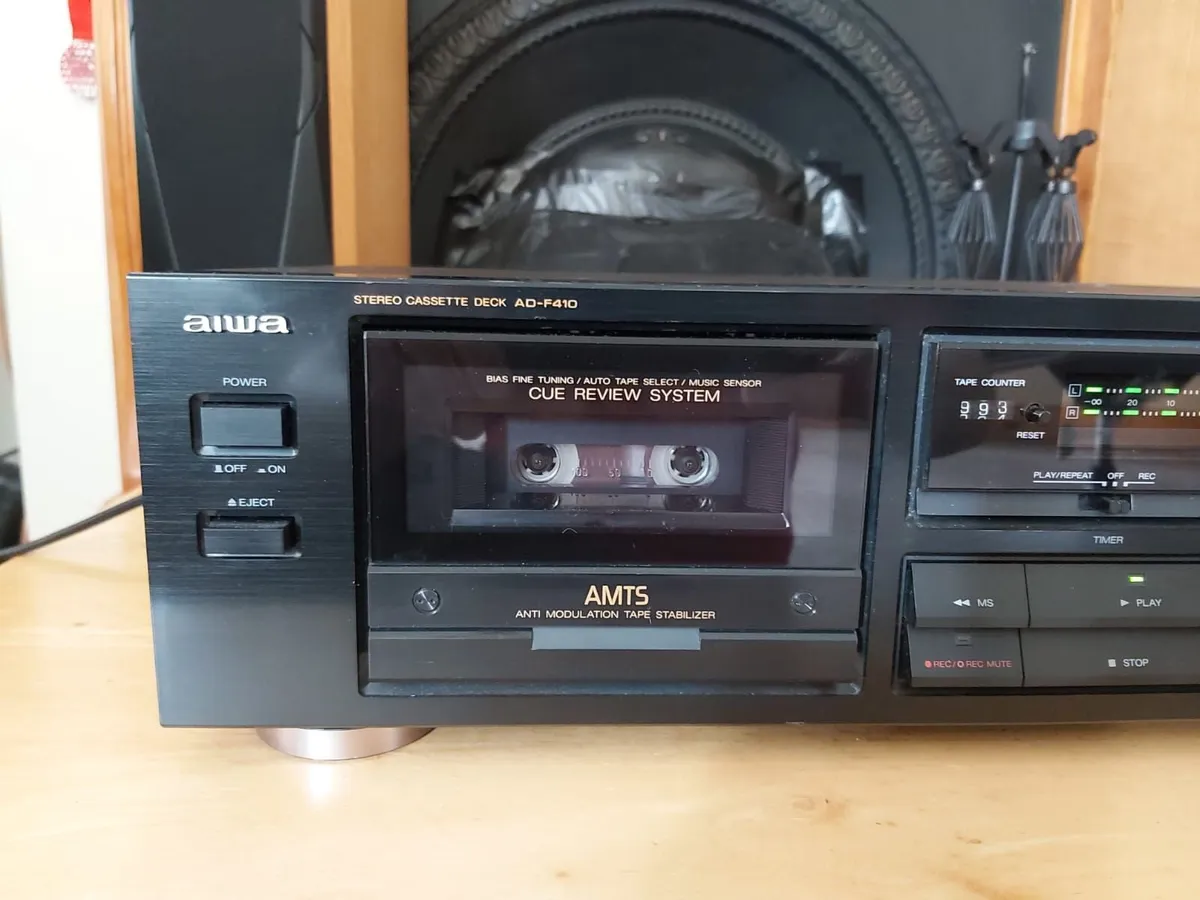 STEREO CASSETTE DECK AD-F410
aiwa
POWER
OFF ON
EJECT
BIAS FINE TUNING / AUTO TAPE SELECT / MUSIC SENSOR
CUE REVIEW SYSTEM
50
AMTS
ANTI MODULATION TAPE STABILIZER
TAPE COUNTER
993
RESET
L
-∞ 20 10
R
PLAY/REPEAT OFF REC
TIMER
◀◀ MS
▶ PLAY
● REC/○ REC MUTE
■ STOP